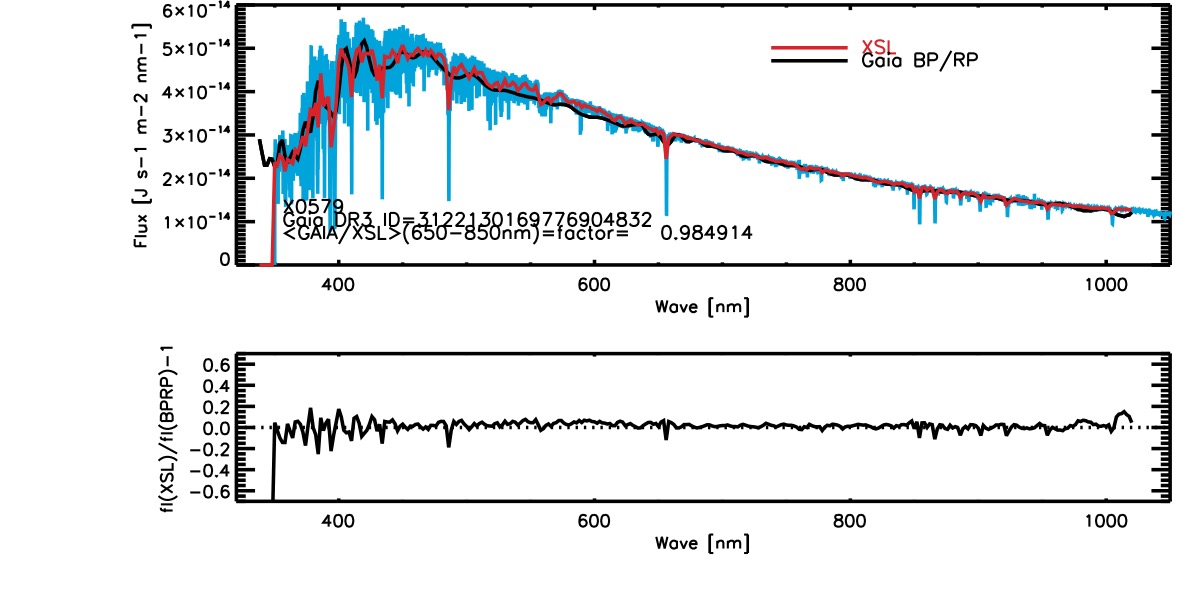 6×10−14
5×10−14
4×10−14
3×10−14
2×10−14
1×10−14
0
Flux [J s−1 m−2 nm−1]
XSL
Gaia BP/RP
X0579
Gaia DR3 ID=3122130169776904832
<GAIA/XSL>(650−850nm)=factor= 0.984914
400 600 800 1000
Wave [nm]
fl(XSL)/fl(BPRP)−1
0.6
0.4
0.2
0.0
−0.2
−0.4
−0.6
400 600 800 1000
Wave [nm]